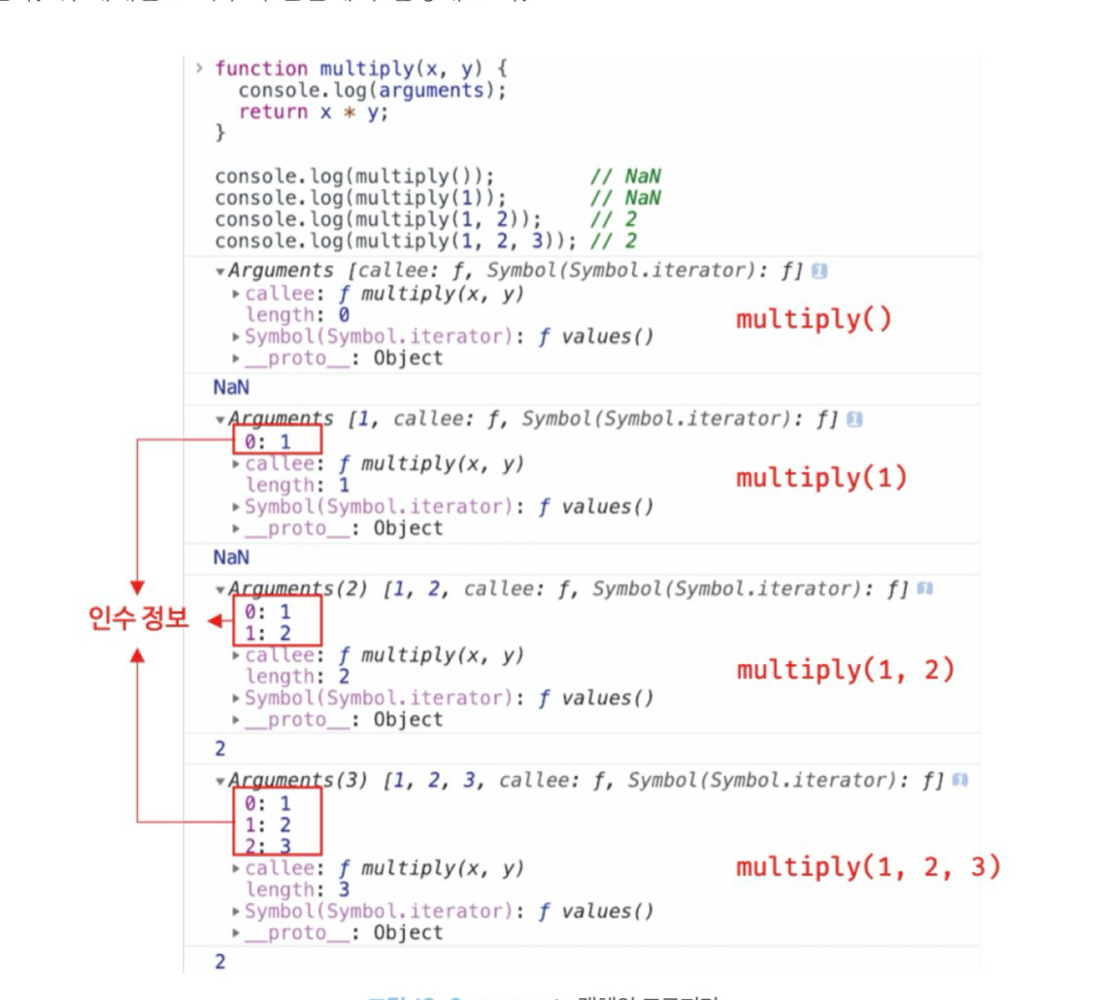 function multiply(x, y) {
console.log(arguments);
return x * y;
}
console.log(multiply()); // NaN
console.log(multiply(1)); // NaN
console.log(multiply(1, 2)); // 2
console.log(multiply(1, 2, 3)); // 2
Arguments [callee: ƒ, Symbol(Symbol.iterator): ƒ]
callee: ƒ multiply(x, y)
length: 0
multiply()
Symbol(Symbol.iterator): ƒ values()
__proto__: Object
NaN
Arguments [1, callee: ƒ, Symbol(Symbol.iterator): ƒ]
0: 1
callee: ƒ multiply(x, y)
multiply(1)
length: 1
Symbol(Symbol.iterator): ƒ values()
__proto__: Object
NaN
Arguments(2) [1, 2, callee: ƒ, Symbol(Symbol.iterator): ƒ]
0: 1
인수 정보
1: 2
callee: ƒ multiply(x, y)
multiply(1, 2)
length: 2
Symbol(Symbol.iterator): ƒ values()
__proto__: Object
2
Arguments(3) [1, 2, 3, callee: ƒ, Symbol(Symbol.iterator): ƒ]
0: 1
1: 2
2: 3
callee: ƒ multiply(x, y)
multiply(1, 2, 3)
length: 3
Symbol(Symbol.iterator): ƒ values()
__proto__: Object
2